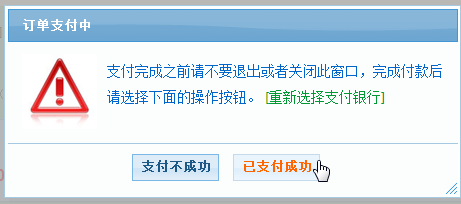 订单支付中
支付完成之前请不要退出或者关闭此窗口，完成付款后
请选择下面的操作按钮。 [重新选择支付银行]
支付不成功 已支付成功